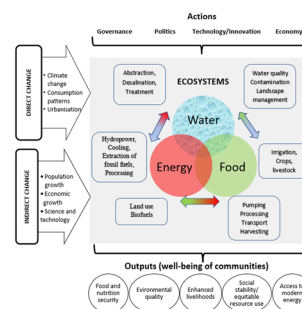 Actions
Governance Politics Technology/Innovation Economy
DIRECT CHANGE
• Climate
change
• Consumption
patterns
• Urbanisation
INDIRECT CHANGE
• Population
growth
• Economic
growth
• Science and
technology
ECOSYSTEMS
Abstraction,
Desalination,
Treatment
Water quality
Contamination
Landscape
management
Hydropower,
Cooling,
Extraction of
fossil fuels,
Processing
Water
Energy
Food
Irrigation,
Crops,
livestock
Land use
Biofuels
Pumping
Processing
Transport
Harvesting
Outputs (well-being of communities)
Food and
nutrition
security
Evironmental
quality
Enhanced
livelihoods
Social
stability/
equitable
resource use
Access to
modern
energy